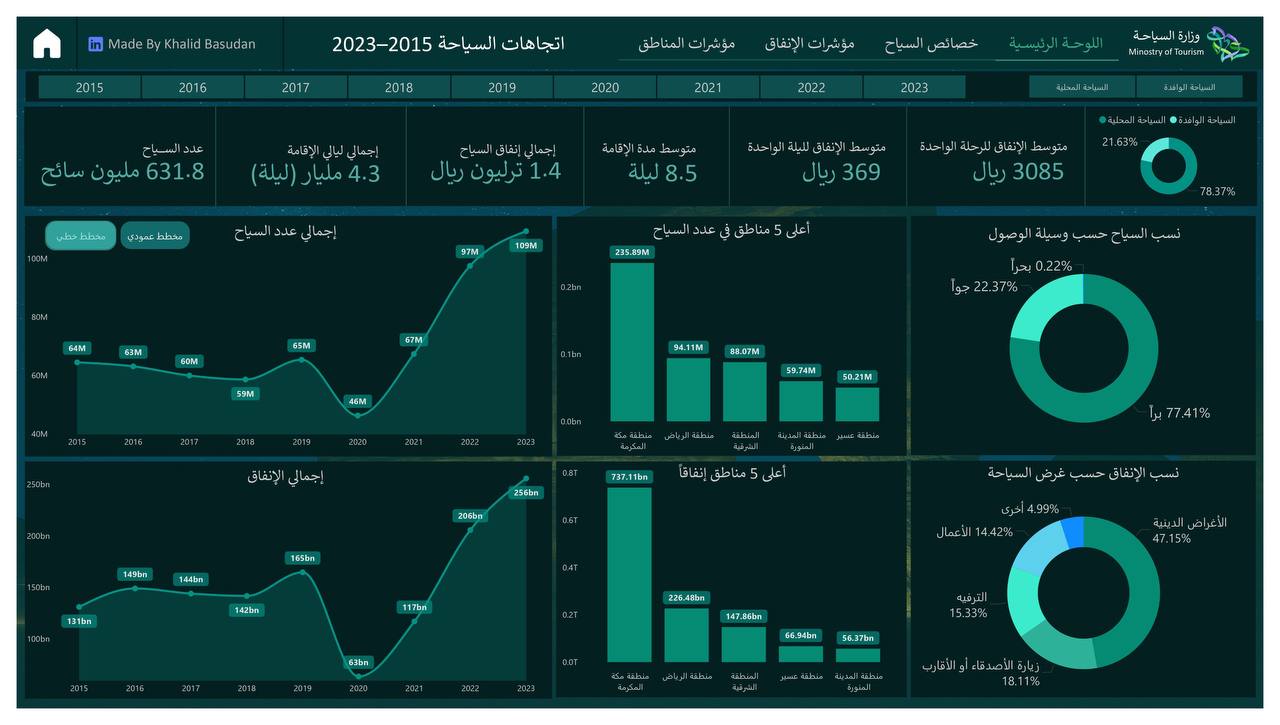 وزارة السياحـة
Minostry of Tourism
اللوحـة الرئيسـية
خصائص السياح
مؤشرات الإنفاق
مؤشرات المناطق
اتجاهات السياحة 2015–2023
Made By Khalid Basudan
in
2015 2016 2017 2018 2019 2020 2021 2022 2023
السياحة المحلية
السياحة الوافدة
السياحة المحلية السياحة الوافدة
21.63%
78.37%
متوسط الإنفاق للرحلة الواحدة
3085 ريال
متوسط الإنفاق لليلة الواحدة
369 ريال
متوسط مدة الإقامة
8.5 ليلة
إجمالي إنفاق السياح
1.4 ترليون ريال
إجمالي ليالي الإقامة
4.3 مليار (ليلة)
عدد السـياح
631.8 مليون سائح
نسب السياح حسب وسيلة الوصول
0.22% بحراً
22.37% جواً
77.41% براً
أعلى 5 مناطق في عدد السياح
235.89M
94.11M
88.07M
59.74M
50.21M
0.2bn
0.1bn
0.0bn
منطقة مكة المكرمة
منطقة الرياض
المنطقة الشرقية
منطقة المدينة المنورة
منطقة عسير
إجمالي عدد السياح
مخطط عمودي
مخطط خطي
100M
80M
60M
40M
64M
63M
60M
59M
65M
46M
67M
97M
109M
2015 2016 2017 2018 2019 2020 2021 2022 2023
نسب الإنفاق حسب غرض السياحة
4.99% أخرى
14.42% الأعمال
الترفيه
15.33%
زيارة الأصدقاء أو الأقارب
18.11%
الأغراض الدينية
47.15%
أعلى 5 مناطق إنفاقاً
737.11bn
226.48bn
147.86bn
66.94bn
56.37bn
0.8T
0.6T
0.4T
0.2T
0.0T
منطقة مكة المكرمة
منطقة الرياض
المنطقة الشرقية
منطقة عسير
منطقة المدينة المنورة
إجمالي الإنفاق
250bn
200bn
150bn
100bn
131bn
149bn
144bn
142bn
165bn
63bn
117bn
206bn
256bn
2015 2016 2017 2018 2019 2020 2021 2022 2023